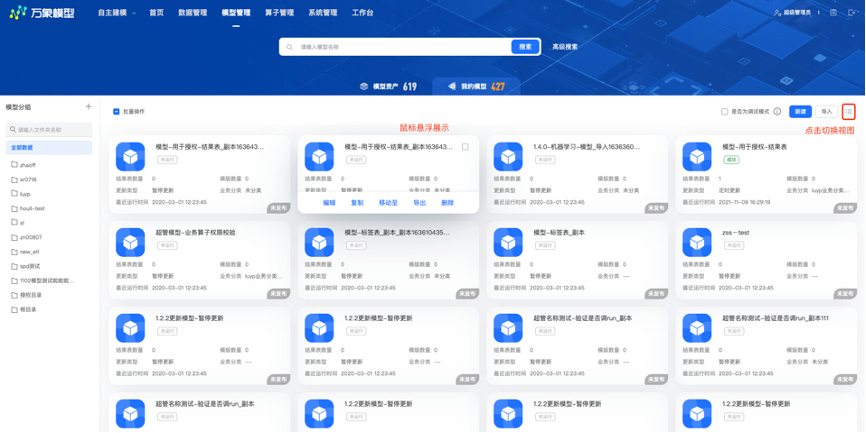 万象模型 自主建模 首页 数据管理 模型管理 算子管理 系统管理 工作台 超级管理员
请输入模型名称 搜索 高级搜索
模型资产 619 我的模型 427
模型分组 +
请输入文件夹名称
全部数据
zhaoff
xr0719
luyp
houli-test
sl
zn00807
new_etl
spd测试
授权目录
根目录
批量操作 是否为调试模式 新建 导入
鼠标悬浮展示
点击切换视图
模型-用于授权-结果表_副本163643...
未运行
结果表数量 0 模版数量 0
更新类型 暂停更新 业务分类 未分类
最近运行时间 2020-03-01 12:23:45
未发布
模型-用于授权-结果表_副本163643...
未运行
结果表数量 0 模版数量 0
更新类型 暂停更新 业务分类 未分类
编辑 复制 移动至 导出 删除
1.4.0-机器学习-模型_导入1636360...
未运行
结果表数量 0 模版数量 0
更新类型 暂停更新 业务分类 未分类
最近运行时间 2020-03-01 12:23:45
未发布
模型-用于授权-结果表
成功
结果表数量 1 模版数量 0
更新类型 定时更新 业务分类 luyp业务分类...
最近运行时间 2021-11-09 16:29:19
未发布
超管模型-业务算子权限校验
未运行
结果表数量 0 模版数量 0
更新类型 暂停更新 业务分类 luyp业务分类...
最近运行时间 2020-03-01 12:23:45
未发布
模型-标签表_副本_副本163610435...
未运行
结果表数量 0 模版数量 0
更新类型 暂停更新 业务分类 未分类
最近运行时间 2020-03-01 12:23:45
未发布
模型-标签表_副本
未运行
结果表数量 0 模版数量 0
更新类型 暂停更新 业务分类 ---
最近运行时间 2020-03-01 12:23:45
未发布
zss-test
未运行
结果表数量 0 模版数量 0
更新类型 暂停更新 业务分类 ---
最近运行时间 2020-03-01 12:23:45
未发布
1.2.2更新模型-暂停更新
未运行
结果表数量 0 模版数量 0
更新类型 暂停更新 业务分类 ---
最近运行时间 2020-03-01 12:23:45
未发布
1.2.2更新模型-暂停更新
未运行
结果表数量 0 模版数量 0
更新类型 暂停更新 业务分类 ---
最近运行时间 2020-03-01 12:23:45
未发布
超管名称测试-验证是否调run_副本
未运行
结果表数量 0 模版数量 0
更新类型 暂停更新 业务分类 ---
最近运行时间 2020-03-01 12:23:45
未发布
超管名称测试-验证是否调run_副本111
未运行
结果表数量 0 模版数量 0
更新类型 暂停更新 业务分类 未分类
最近运行时间 2020-03-01 12:23:45
未发布
超管名称测试-验证是否调run_副本
未运行
1.2.2更新模型-暂停更新
未运行
1.2.2更新模型-暂停更新
未运行
1.2.2更新模型-暂停更新
未运行